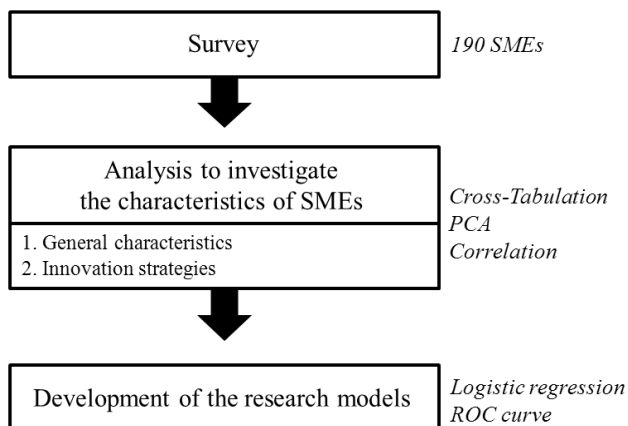 Survey
190 SMEs
Analysis to investigate
the characteristics of SMEs
1. General characteristics
2. Innovation strategies
Cross-Tabulation
PCA
Correlation
Development of the research models
Logistic regression
ROC curve